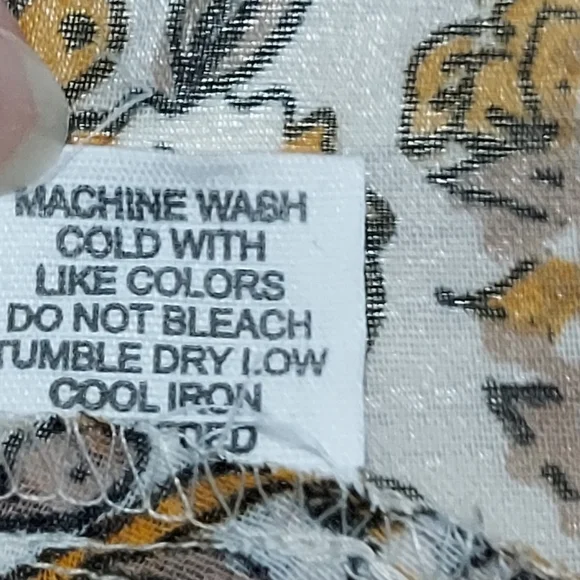 MACHINE WASH
COLD WITH
LIKE COLORS
DO NOT BLEACH
TUMBLE DRY LOW
COOL IRON